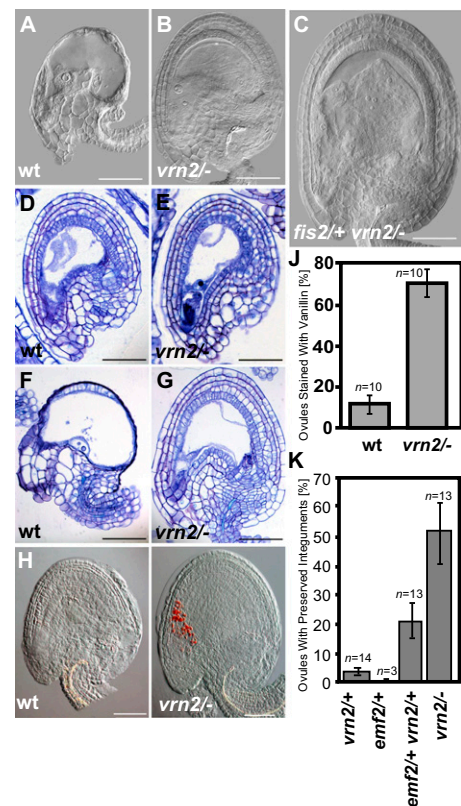 A
wt
B
vrn2/-
C
fis2/+ vrn2/-
D
wt
E
vrn2/-
F
wt
G
vrn2/-
H
wt
vrn2/-
J
Ovules Stained With Vanillin [%]
80
60
40
20
0
n=10
n=10
wt
vrn2/-
K
Ovules With Preserved Integuments [%]
70
60
50
40
30
20
10
0
n=14
n=3
n=13
n=13
vrn2/+
emf2/+
emf2/+ vrn2/+
vrn2/-